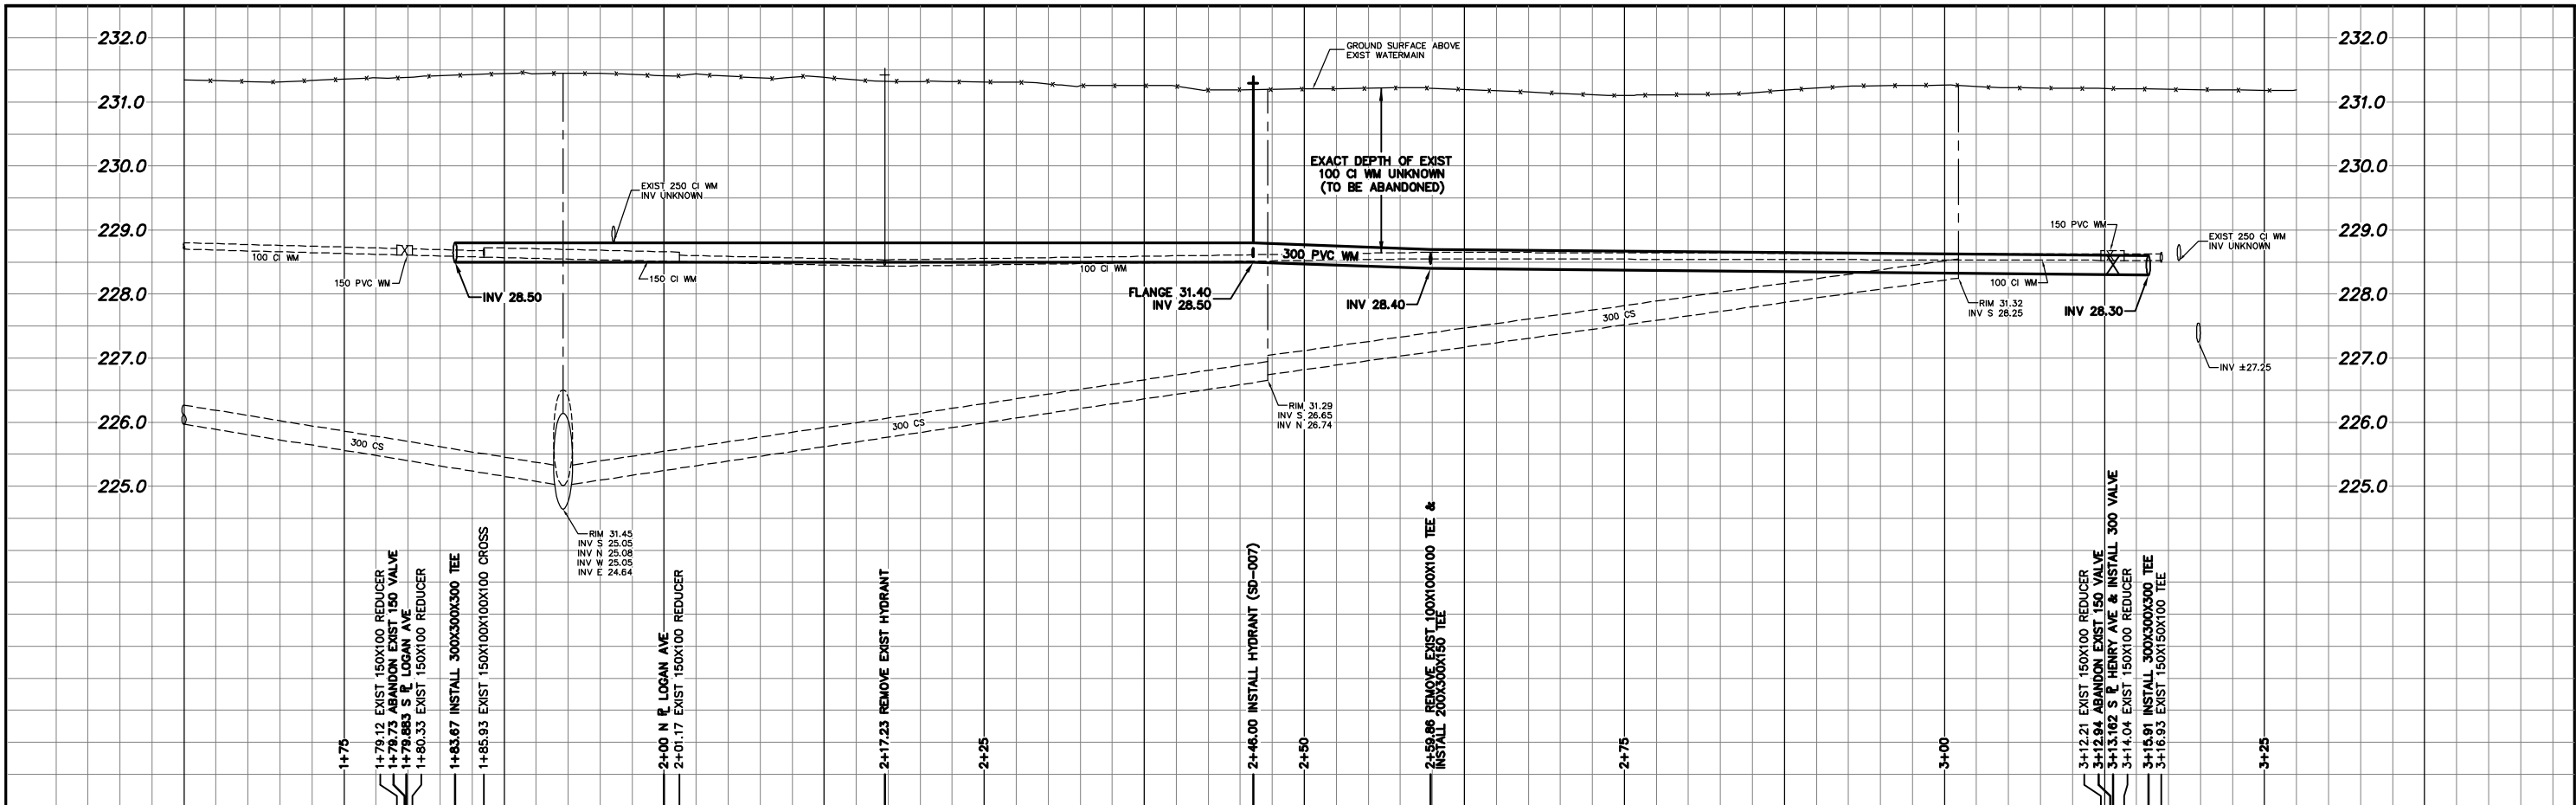 232.0
232.0
231.0
231.0
230.0
230.0
229.0
229.0
228.0
228.0
227.0
227.0
226.0
226.0
225.0
225.0
GROUND SURFACE ABOVE
EXIST WATERMAIN
EXACT DEPTH OF EXIST
100 CI WM UNKNOWN
(TO BE ABANDONED)
EXIST 250 CI WM
INV UNKNOWN
100 CI WM
150 PVC WM
INV 28.50
150 CI WM
100 CI WM
FLANGE 31.40
INV 28.50
300 PVC WM
INV 28.40
150 PVC WM
EXIST 250 CI WM
INV UNKNOWN
100 CI WM
RIM 31.32
INV S 28.25
INV 28.30
INV ±27.25
300 CS
300 CS
300 CS
RIM 31.29
INV S 26.65
INV N 26.74
RIM 31.45
INV S 25.05
INV N 25.08
INV W 25.05
INV E 24.64
1+75
1+79.12 EXIST 150X100 REDUCER
1+79.73 ABANDON EXIST 150 VALVE
1+79.883 S PL LOGAN AVE
1+80.33 EXIST 150X100 REDUCER
1+83.67 INSTALL 300X300X300 TEE
1+85.93 EXIST 150X100X100X100 CROSS
2+00 N PL LOGAN AVE
2+01.17 EXIST 150X100 REDUCER
2+17.23 REMOVE EXIST HYDRANT
2+25
2+46.00 INSTALL HYDRANT (SD-007)
2+50
2+59.86 REMOVE EXIST 100X100X100 TEE &
INSTALL 200X300X150 TEE
2+75
3+00
3+12.21 EXIST 150X100 REDUCER
3+12.94 ABANDON EXIST 150 VALVE
3+13.162 S PL HENRY AVE & INSTALL 300 VALVE
3+14.04 EXIST 150X100 REDUCER
3+15.91 INSTALL 300X300X300 TEE
3+16.93 EXIST 150X150X100 TEE
3+25